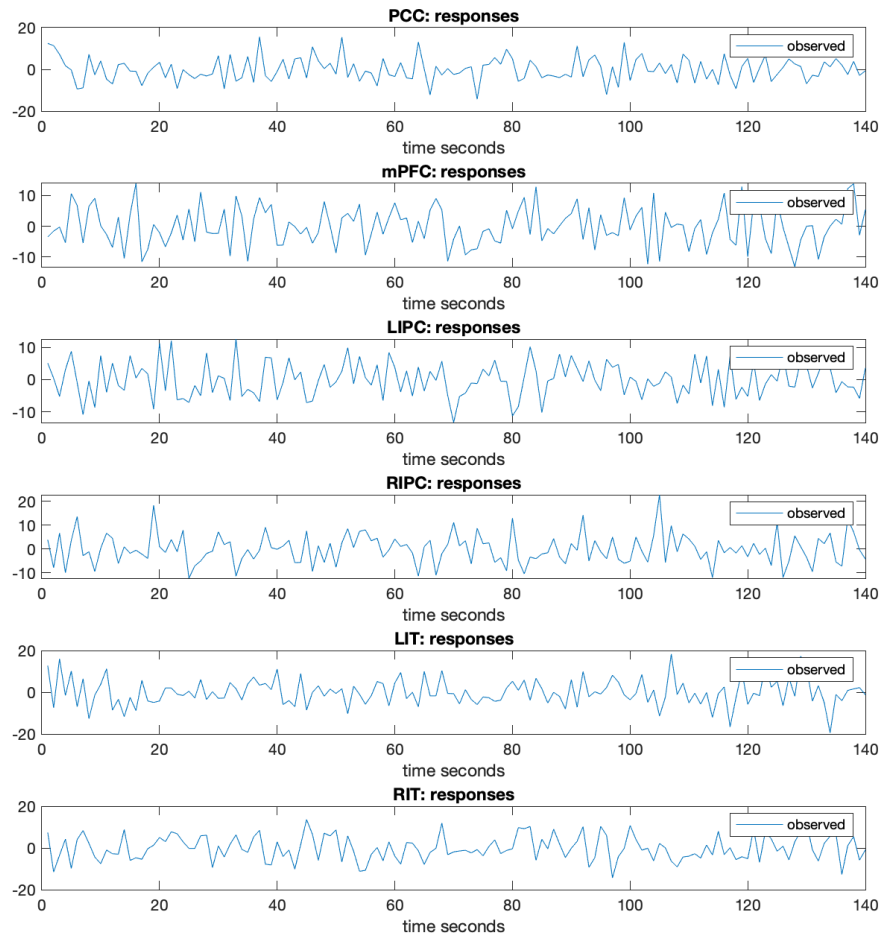 PCC: responses
observed
20
0
-20
0 20 40 60 80 100 120 140
time seconds
mPFC: responses
observed
10
0
-10
0 20 40 60 80 100 120 140
time seconds
LIPC: responses
observed
10
0
-10
0 20 40 60 80 100 120 140
time seconds
RIPC: responses
observed
20
10
0
-10
0 20 40 60 80 100 120 140
time seconds
LIT: responses
observed
20
0
-20
0 20 40 60 80 100 120 140
time seconds
RIT: responses
observed
20
0
-20
0 20 40 60 80 100 120 140
time seconds